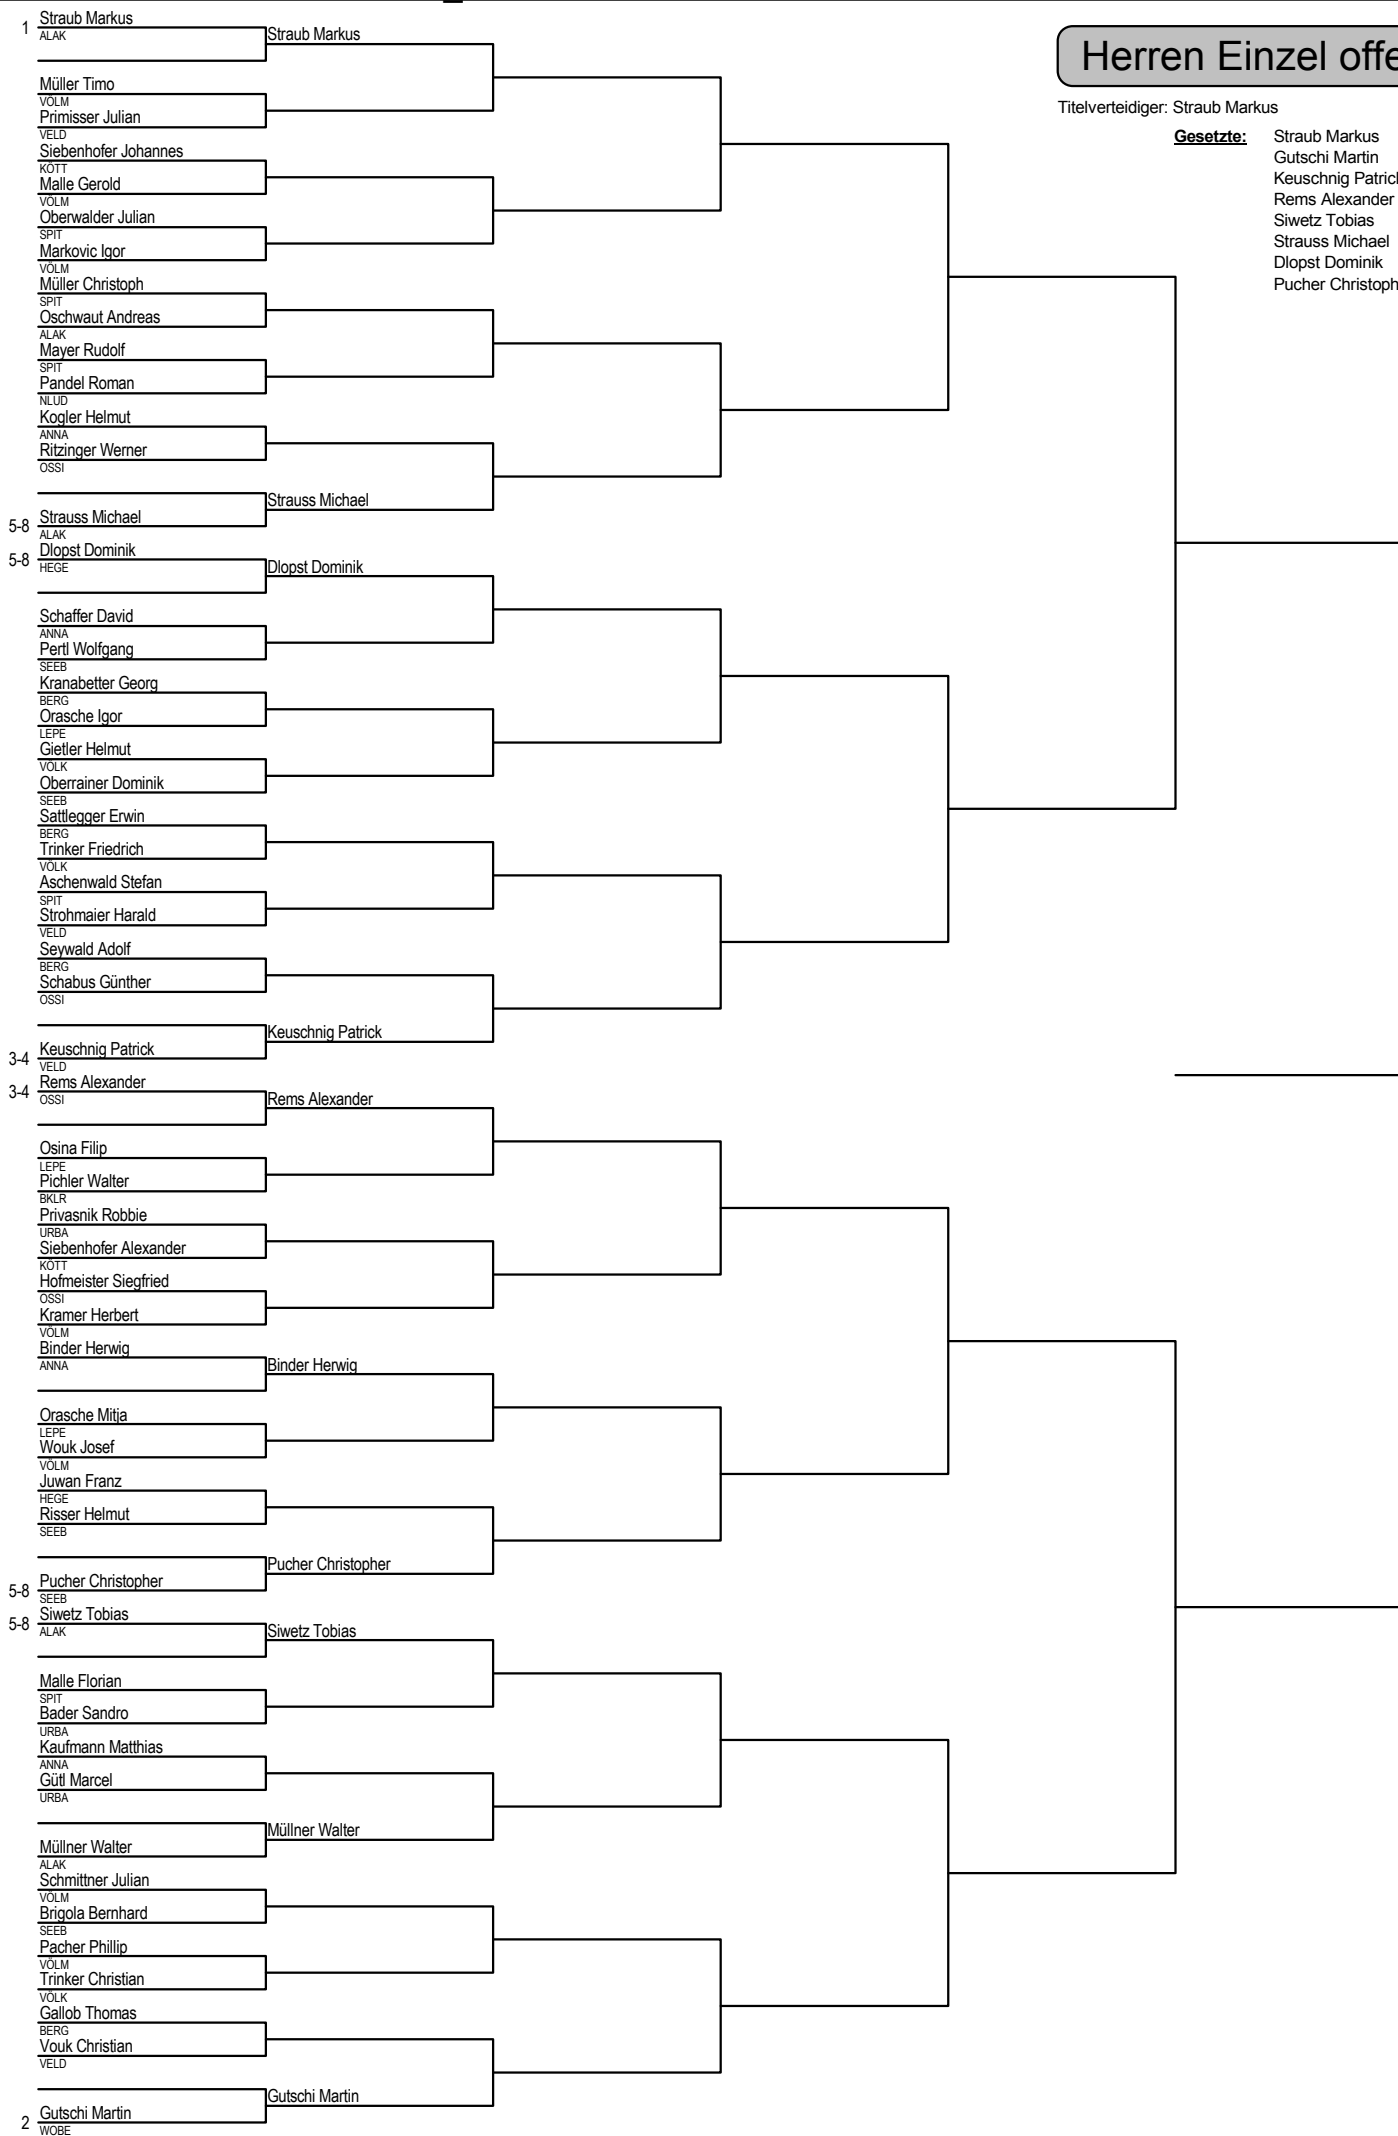 Herren Einzel offe
Titelverteidiger: Straub Markus
Gesetzte: Straub Markus
Gutschi Martin
Keuschnig Patrick
Rems Alexander
Siwetz Tobias
Strauss Michael
Dlopst Dominik
Pucher Christoph
1 Straub Markus
ALAK
Straub Markus
Müller Timo
VÖLM
Primisser Julian
VELD
Siebenhofer Johannes
KÖTT
Malle Gerold
VÖLM
Oberwalder Julian
SPIT
Markovic Igor
VÖLM
Müller Christoph
SPIT
Oschwaut Andreas
ALAK
Mayer Rudolf
SPIT
Pandel Roman
NLUD
Kogler Helmut
ANNA
Ritzinger Werner
OSSI
Strauss Michael
5-8 Strauss Michael
ALAK
5-8 Dlopst Dominik
HEGE
Dlopst Dominik
Schaffer David
ANNA
Pertl Wolfgang
SEEB
Kranabetter Georg
BERG
Orasche Igor
LEPE
Gietler Helmut
VÖLK
Oberrainer Dominik
SEEB
Sattlegger Erwin
BERG
Trinker Friedrich
VÖLK
Aschenwald Stefan
SPIT
Strohmaier Harald
VELD
Seywald Adolf
BERG
Schabus Günther
OSSI
Keuschnig Patrick
3-4 Keuschnig Patrick
VELD
3-4 Rems Alexander
OSSI
Rems Alexander
Osina Filip
LEPE
Pichler Walter
BKLR
Privasnik Robbie
URBA
Siebenhofer Alexander
KÖTT
Hofmeister Siegfried
OSSI
Kramer Herbert
VÖLM
Binder Herwig
ANNA
Binder Herwig
Orasche Mitja
LEPE
Wouk Josef
VÖLM
Juwan Franz
HEGE
Risser Helmut
SEEB
Pucher Christopher
5-8 Pucher Christopher
SEEB
5-8 Siwetz Tobias
ALAK
Siwetz Tobias
Malle Florian
SPIT
Bader Sandro
URBA
Kaufmann Matthias
ANNA
Gütl Marcel
URBA
Müllner Walter
Müllner Walter
ALAK
Schmittner Julian
VÖLM
Brigola Bernhard
SEEB
Pacher Phillip
VÖLM
Trinker Christian
VÖLK
Gallob Thomas
BERG
Vouk Christian
VELD
Gutschi Martin
2 Gutschi Martin
WOBE